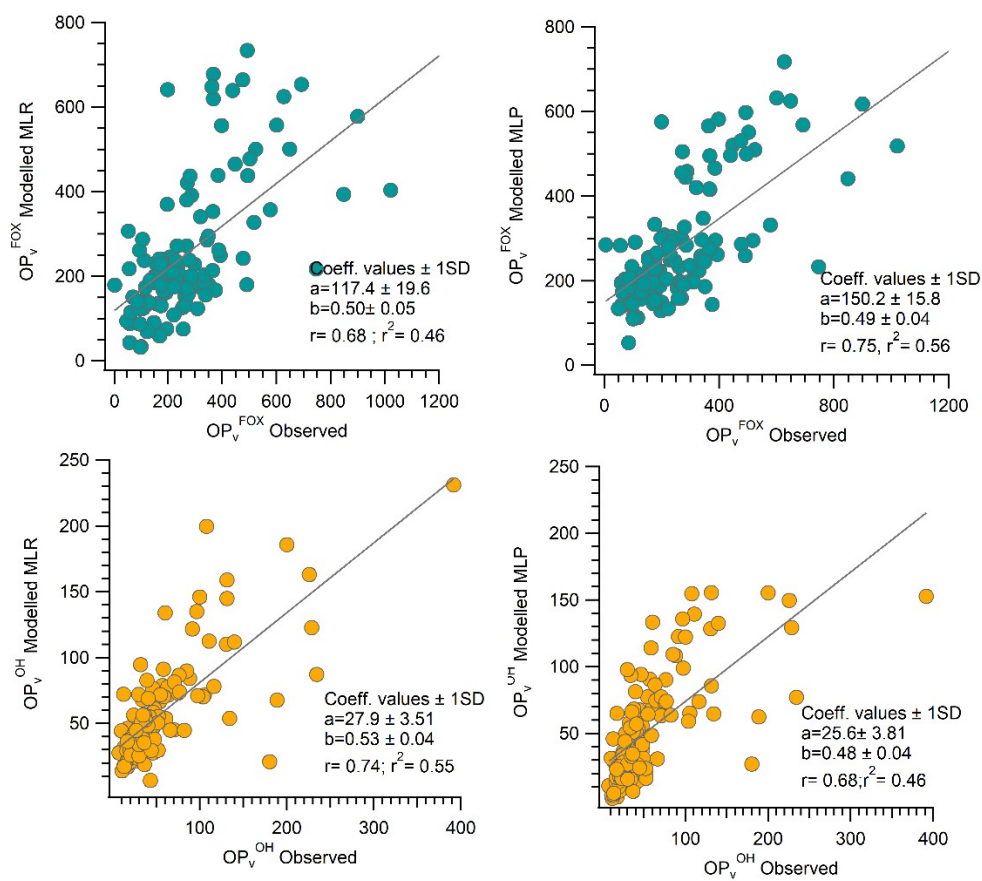 800
600
400
200
0
OPvFOX Modelled MLR
Coeff. values ± 1SD
a=117.4 ± 19.6
b=0.50± 0.05
r= 0.68 ; r2= 0.46
0 200 400 600 800 1000 1200
OPvFOX Observed
800
600
400
200
0
OPvFOX Modelled MLP
Coeff. values ± 1SD
a=150.2 ± 15.8
b=0.49 ± 0.04
r= 0.75, r2= 0.56
0 400 800 1200
OPvFOX Observed
250
200
150
100
50
OPvOH Modelled MLR
Coeff. values ± 1SD
a=27.9 ± 3.51
b=0.53 ± 0.04
r= 0.74; r2= 0.55
100 200 300 400
OPvOH Observed
250
200
150
100
50
0
OPvOH Modelled MLP
Coeff. values ± 1SD
a=25.6± 3.81
b=0.48 ± 0.04
r= 0.68;r2= 0.46
100 200 300 400
OPvOH Observed